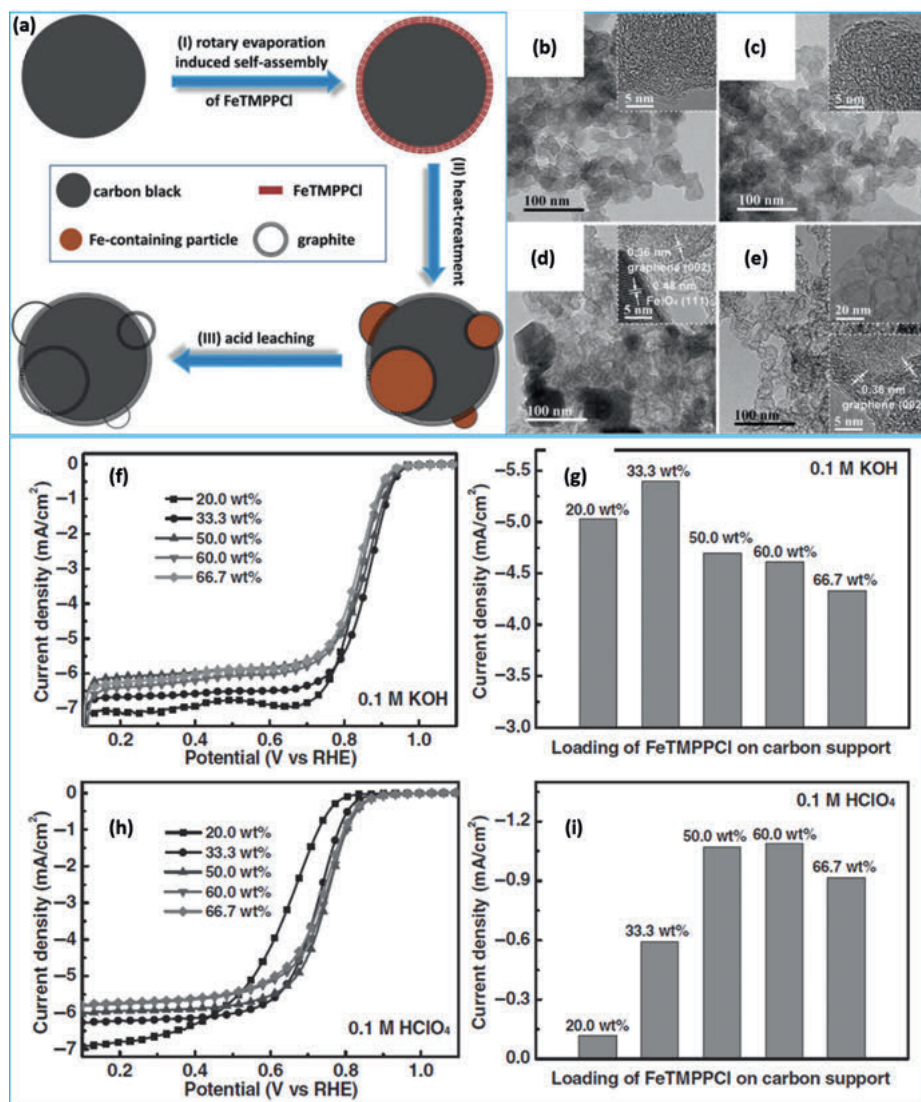 (a)
(I) rotary evaporation
induced self-assembly
of FeTMPPCl
(II) heat-treatment
carbon black
FeTMPPCl
Fe-containing particle
graphite
(III) acid leaching
(b)
5 nm
100 nm
(c)
5 nm
100 nm
(d)
0.36 nm
graphene (002)
0.48 nm
Fe3O4 (111)
5 nm
100 nm
(e)
20 nm
0.36 nm
graphene (002)
100 nm
5 nm
(f)
0
−1
−2
−3
−4
−5
−6
−7
Current density (mA/cm²)
20.0 wt%
33.3 wt%
50.0 wt%
60.0 wt%
66.7 wt%
0.1 M KOH
0.2 0.4 0.6 0.8 1.0
Potential (V vs RHE)
(g)
0.1 M KOH
−5.5
−5.0
−4.5
−4.0
−3.5
−3.0
Current density (mA/cm²)
20.0 wt%
33.3 wt%
50.0 wt%
60.0 wt%
66.7 wt%
Loading of FeTMPPCl on carbon support
(h)
0
−1
−2
−3
−4
−5
−6
−7
Current density (mA/cm²)
20.0 wt%
33.3 wt%
50.0 wt%
60.0 wt%
66.7 wt%
0.1 M HClO₄
0.2 0.4 0.6 0.8 1.0
Potential (V vs RHE)
(i)
0.1 M HClO₄
−1.2
−0.9
−0.6
−0.3
0.0
Current density (mA/cm²)
20.0 wt%
33.3 wt%
50.0 wt%
60.0 wt%
66.7 wt%
Loading of FeTMPPCl on carbon support